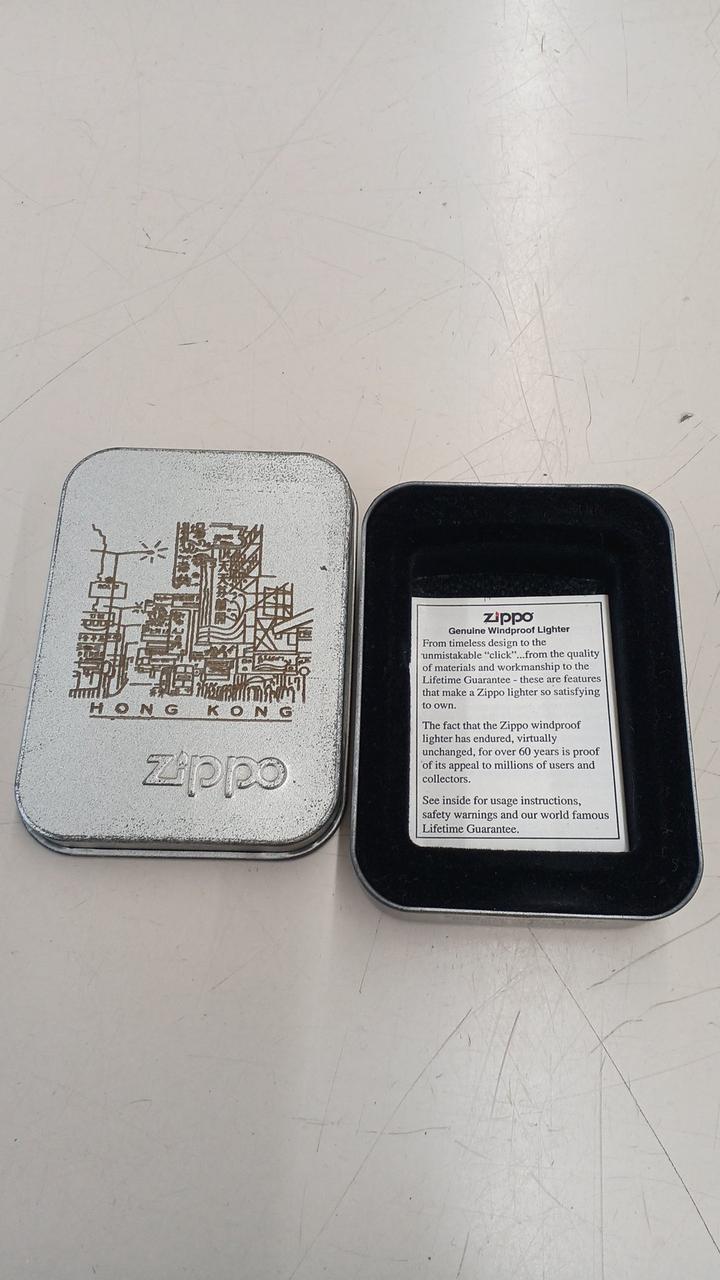 HONG KONG
zippo
zippo
Genuine Windproof Lighter
From timeless design to the
unmistakable “click”...from the quality
of materials and workmanship to the
Lifetime Guarantee - these are features
that make a Zippo lighter so satisfying
to own.
The fact that the Zippo windproof
lighter has endured, virtually
unchanged, for over 60 years is proof
of its appeal to millions of users and
collectors.
See inside for usage instructions,
safety warnings and our world famous
Lifetime Guarantee.